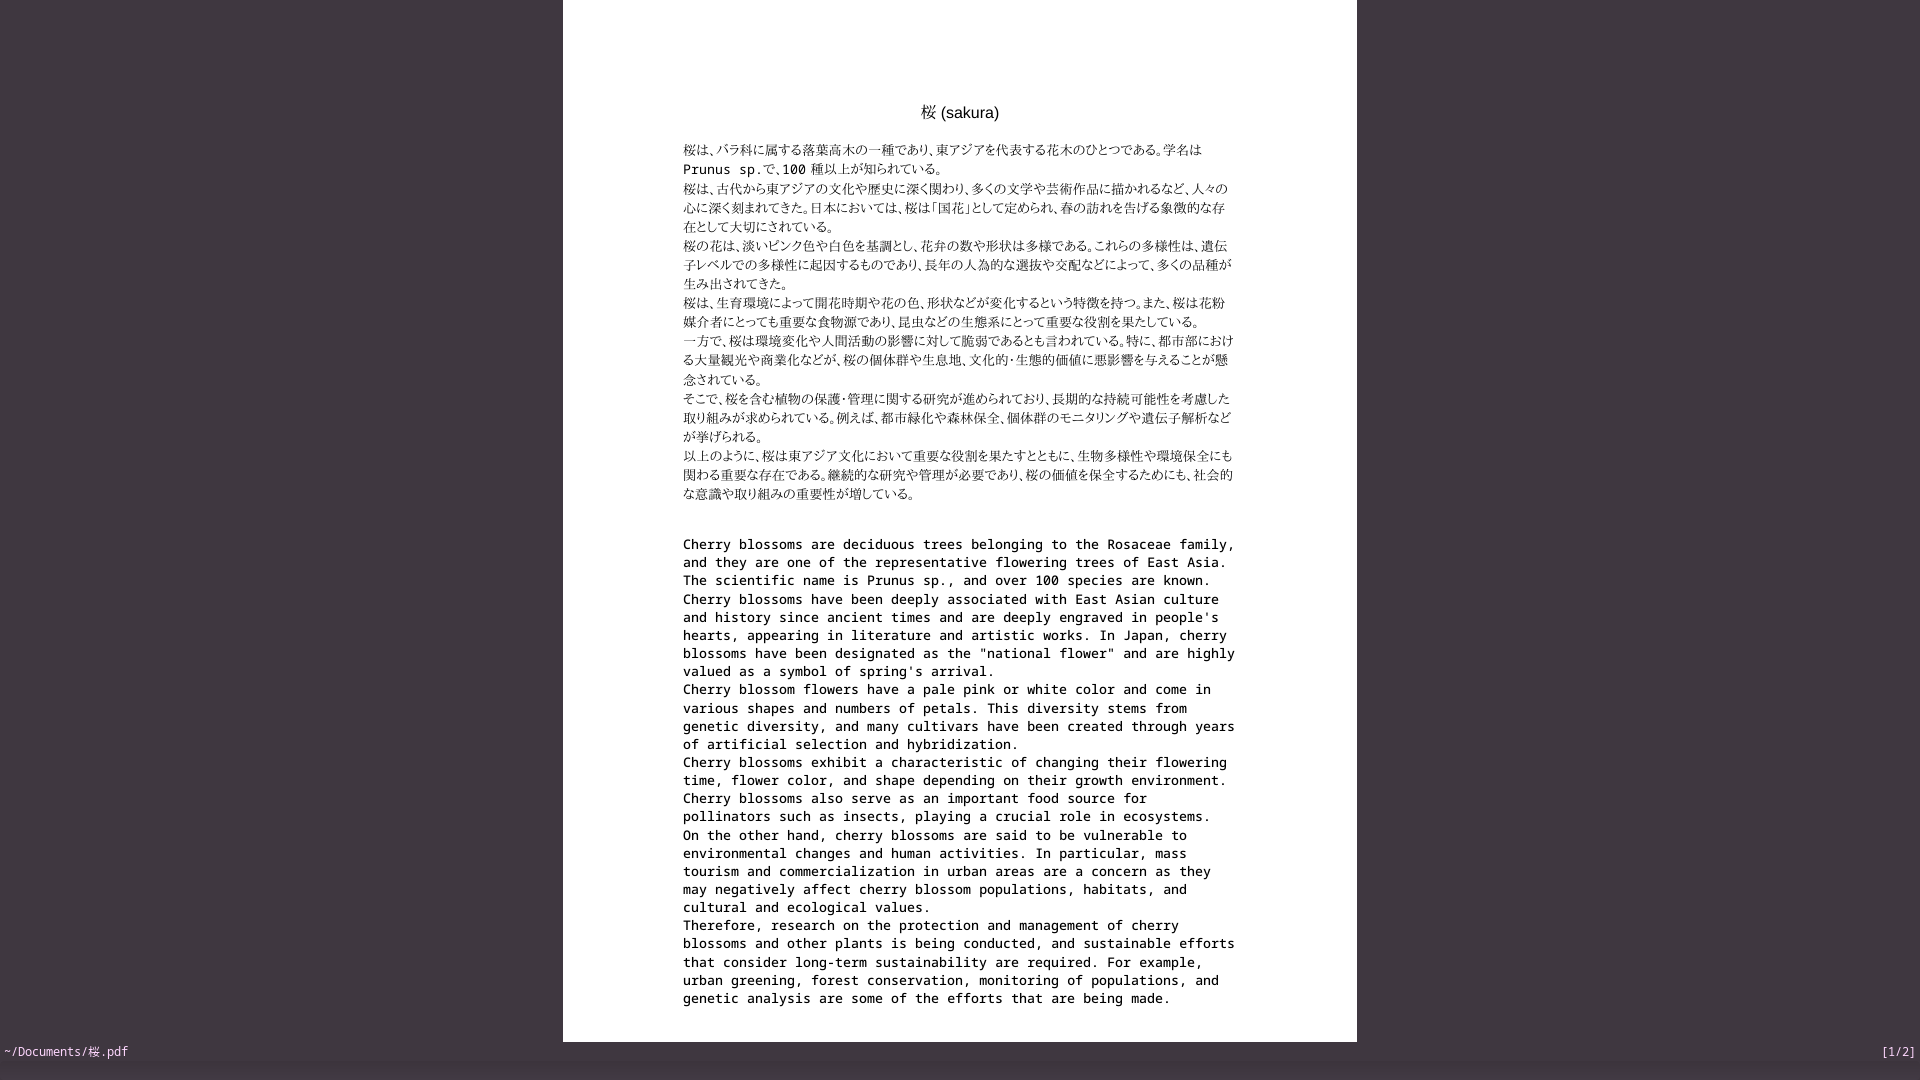 桜 (sakura)
桜は、バラ科に属する落葉高木の一種であり、東アジアを代表する花木のひとつである。学名は
Prunus sp.で、100 種以上が知られている。
桜は、古代から東アジアの文化や歴史に深く関わり、多くの文学や芸術作品に描かれるなど、人々の
心に深く刻まれてきた。日本においては、桜は「国花」として定められ、春の訪れを告げる象徴的な存
在として大切にされている。
桜の花は、淡いピンク色や白色を基調とし、花弁の数や形状は多様である。これらの多様性は、遺伝
子レベルでの多様性に起因するものであり、長年の人為的な選抜や交配などによって、多くの品種が
生み出されてきた。
桜は、生育環境によって開花時期や花の色、形状などが変化するという特徴を持つ。また、桜は花粉
媒介者にとっても重要な食物源であり、昆虫などの生態系にとって重要な役割を果たしている。
一方で、桜は環境変化や人間活動の影響に対して脆弱であるとも言われている。特に、都市部におけ
る大量観光や商業化などが、桜の個体群や生息地、文化的・生態的価値に悪影響を与えることが懸
念されている。
そこで、桜を含む植物の保護・管理に関する研究が進められており、長期的な持続可能性を考慮した
取り組みが求められている。例えば、都市緑化や森林保全、個体群のモニタリングや遺伝子解析など
が挙げられる。
以上のように、桜は東アジア文化において重要な役割を果たすとともに、生物多様性や環境保全にも
関わる重要な存在である。継続的な研究や管理が必要であり、桜の価値を保全するためにも、社会的
な意識や取り組みの重要性が増している。
Cherry blossoms are deciduous trees belonging to the Rosaceae family,
and they are one of the representative flowering trees of East Asia.
The scientific name is Prunus sp., and over 100 species are known.
Cherry blossoms have been deeply associated with East Asian culture
and history since ancient times and are deeply engraved in people's
hearts, appearing in literature and artistic works. In Japan, cherry
blossoms have been designated as the "national flower" and are highly
valued as a symbol of spring's arrival.
Cherry blossom flowers have a pale pink or white color and come in
various shapes and numbers of petals. This diversity stems from
genetic diversity, and many cultivars have been created through years
of artificial selection and hybridization.
Cherry blossoms exhibit a characteristic of changing their flowering
time, flower color, and shape depending on their growth environment.
Cherry blossoms also serve as an important food source for
pollinators such as insects, playing a crucial role in ecosystems.
On the other hand, cherry blossoms are said to be vulnerable to
environmental changes and human activities. In particular, mass
tourism and commercialization in urban areas are a concern as they
may negatively affect cherry blossom populations, habitats, and
cultural and ecological values.
Therefore, research on the protection and management of cherry
blossoms and other plants is being conducted, and sustainable efforts
that consider long-term sustainability are required. For example,
urban greening, forest conservation, monitoring of populations, and
genetic analysis are some of the efforts that are being made.
~/Documents/桜.pdf
[1/2]